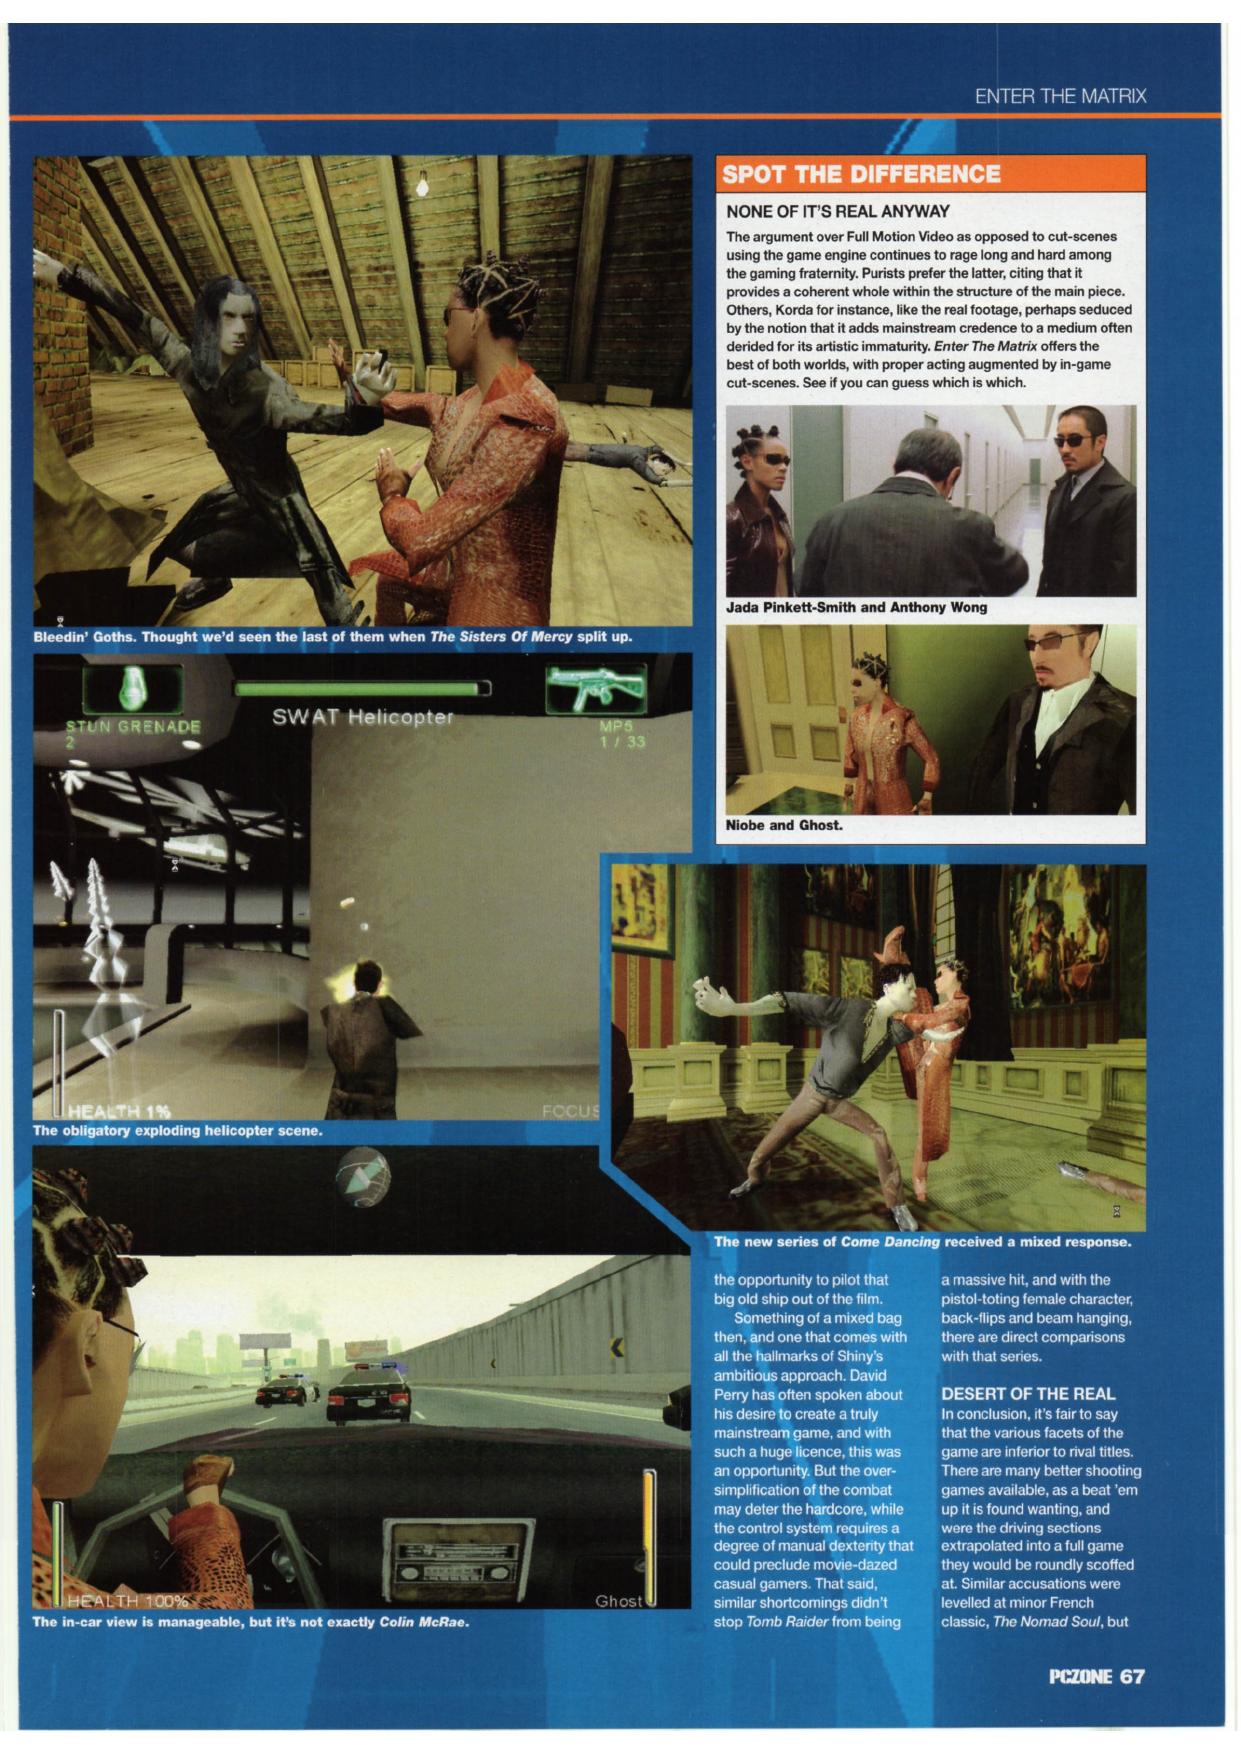 ENTER THE MATRIX
SPOT THE DIFFERENCE
NONE OF IT'S REAL ANYWAY
The argument over Full Motion Video as opposed to cut-scenes
using the game engine continues to rage long and hard among
the gaming fraternity. Purists prefer the latter, citing that it
provides a coherent whole within the structure of the main piece.
Others, Korda for instance, like the real footage, perhaps seduced
by the notion that it adds mainstream credence to a medium often
derided for its artistic immaturity. Enter The Matrix offers the
best of both worlds, with proper acting augmented by in-game
cut-scenes. See if you can guess which is which.
Jada Pinkett-Smith and Anthony Wong
Niobe and Ghost.
Bleedin' Goths. Thought we'd seen the last of them when The Sisters Of Mercy split up.
STUN GRENADE
2
SWAT Helicopter
MP5
1 / 33
HEALTH 1%
FOCUS
The obligatory exploding helicopter scene.
HEALTH 100%
Ghost
The in-car view is manageable, but it's not exactly Colin McRae.
The new series of Come Dancing received a mixed response.
the opportunity to pilot that
big old ship out of the film.
Something of a mixed bag
then, and one that comes with
all the hallmarks of Shiny's
ambitious approach. David
Perry has often spoken about
his desire to create a truly
mainstream game, and with
such a huge licence, this was
an opportunity. But the over-
simplification of the combat
may deter the hardcore, while
the control system requires a
degree of manual dexterity that
could preclude movie-dazed
casual gamers. That said,
similar shortcomings didn't
stop Tomb Raider from being
a massive hit, and with the
pistol-toting female character,
back-flips and beam hanging,
there are direct comparisons
with that series.
DESERT OF THE REAL
In conclusion, it's fair to say
that the various facets of the
game are inferior to rival titles.
There are many better shooting
games available, as a beat 'em
up it is found wanting, and
were the driving sections
extrapolated into a full game
they would be roundly scoffed
at. Similar accusations were
levelled at minor French
classic, The Nomad Soul, but
PCZONE 67